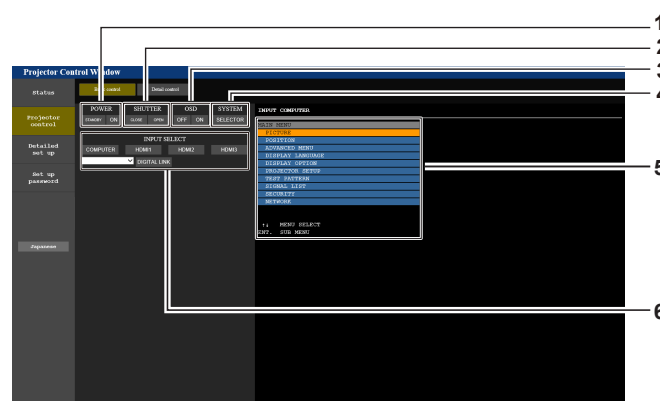 1
2
3
4
Projector Control Window
Status
Basic control
Detail control
POWER
SHUTTER
OSD
SYSTEM
STANDBY
ON
CLOSE
OPEN
OFF
ON
SELECTOR
INPUT COMPUTER
Projector
control
INPUT SELECT
COMPUTER
HDMI1
HDMI2
HDMI3
DIGITAL LINK
MAIN MENU
PICTURE
POSITION
ADVANCED MENU
DISPLAY LANGUAGE
DISPLAY OPTION
PROJECTOR SETUP
TEST PATTERN
SIGNAL LIST
SECURITY
NETWORK
↑↓ MENU SELECT
ENT. SUB MENU
5
Detailed
set up
Set up
password
Japanese
6